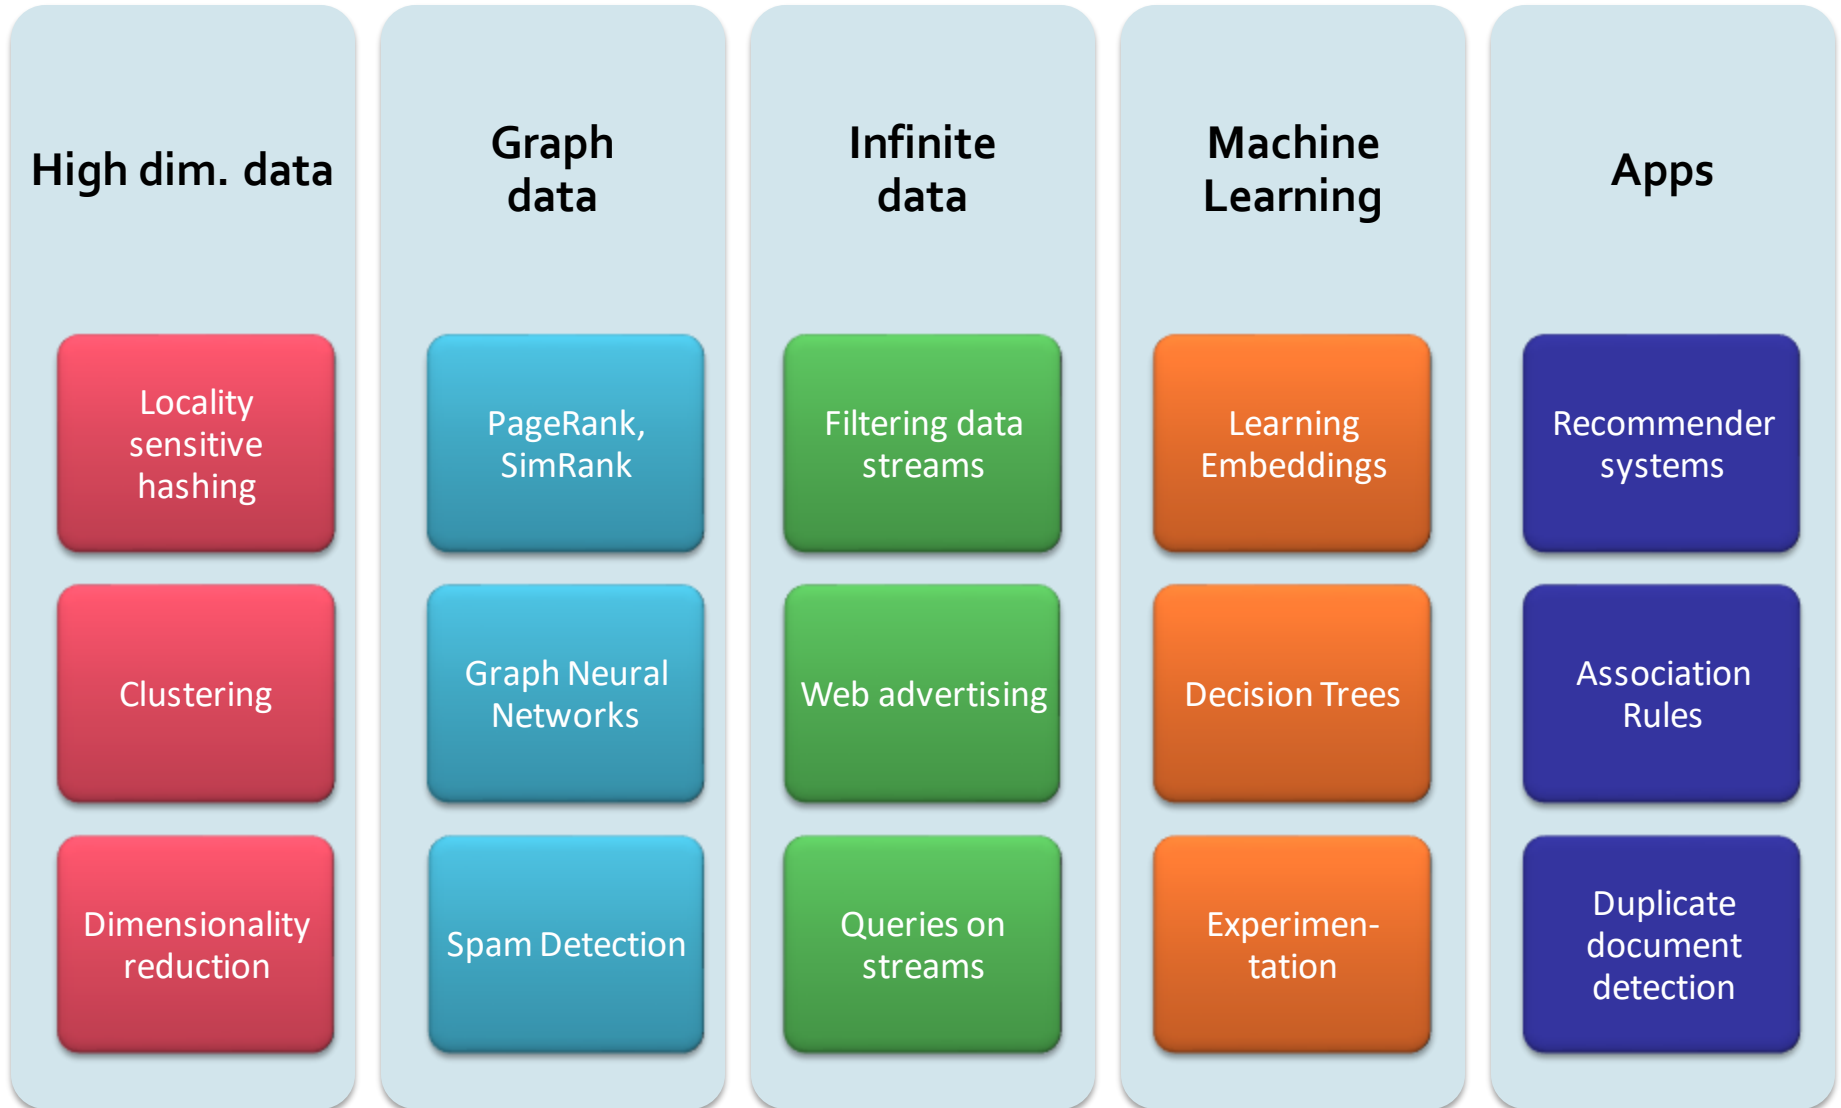 High dim. data
Graph
data
Infinite
data
Machine
Learning
Apps
Locality
sensitive
hashing
PageRank,
SimRank
Filtering data
streams
Learning
Embeddings
Recommender
systems
Clustering
Graph Neural
Networks
Web advertising
Decision Trees
Association
Rules
Dimensionality
reduction
Spam Detection
Queries on
streams
Experimen-
tation
Duplicate
document
detection